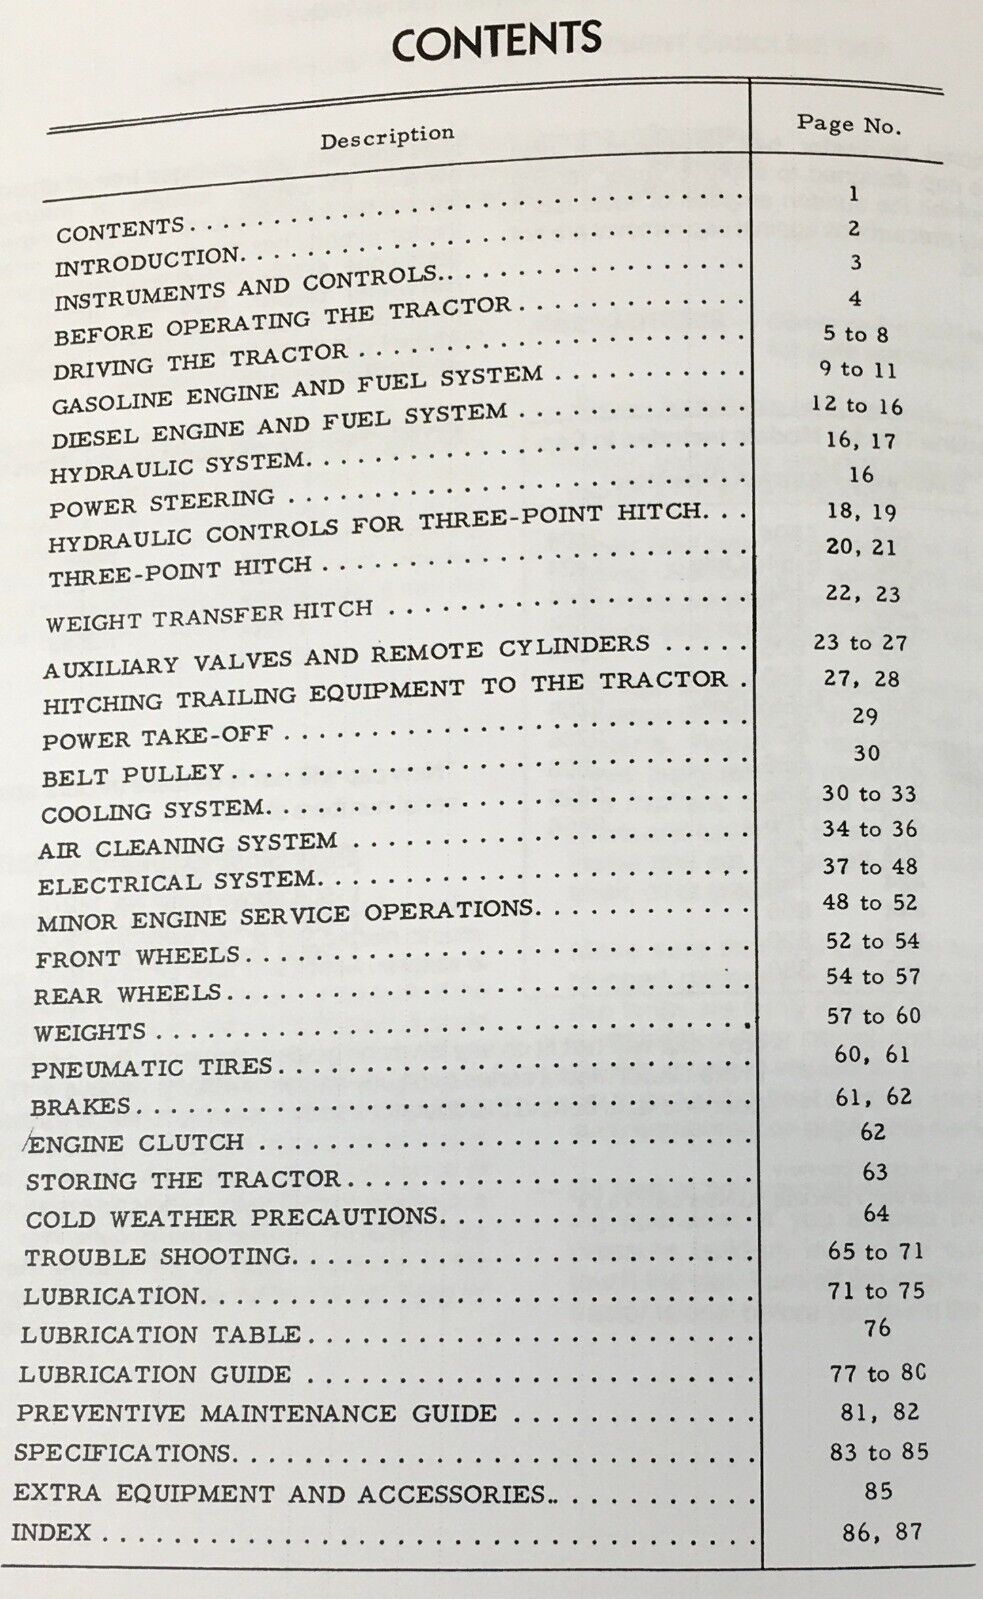 CONTENTS
Description Page No.
CONTENTS 1
INTRODUCTION 2
INSTRUMENTS AND CONTROLS 3
BEFORE OPERATING THE TRACTOR 4
DRIVING THE TRACTOR 5 to 8
GASOLINE ENGINE AND FUEL SYSTEM 9 to 11
DIESEL ENGINE AND FUEL SYSTEM 12 to 16
HYDRAULIC SYSTEM 16, 17
POWER STEERING 16
HYDRAULIC CONTROLS FOR THREE-POINT HITCH 18, 19
THREE-POINT HITCH 20, 21
WEIGHT TRANSFER HITCH 22, 23
AUXILIARY VALVES AND REMOTE CYLINDERS 23 to 27
HITCHING TRAILING EQUIPMENT TO THE TRACTOR 27, 28
POWER TAKE-OFF 29
BELT PULLEY 30
COOLING SYSTEM 30 to 33
AIR CLEANING SYSTEM 34 to 36
ELECTRICAL SYSTEM 37 to 48
MINOR ENGINE SERVICE OPERATIONS 48 to 52
FRONT WHEELS 52 to 54
REAR WHEELS 54 to 57
WEIGHTS 57 to 60
PNEUMATIC TIRES 60, 61
BRAKES 61, 62
ENGINE CLUTCH 62
STORING THE TRACTOR 63
COLD WEATHER PRECAUTIONS 64
TROUBLE SHOOTING 65 to 71
LUBRICATION 71 to 75
LUBRICATION TABLE 76
LUBRICATION GUIDE 77 to 80
PREVENTIVE MAINTENANCE GUIDE 81, 82
SPECIFICATIONS 83 to 85
EXTRA EQUIPMENT AND ACCESSORIES 85
INDEX 86, 87